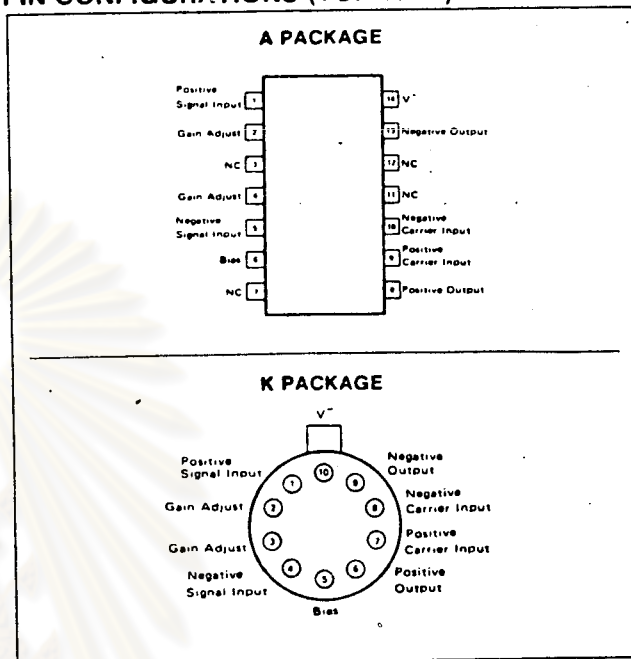 A PACKAGE
Positive
Signal Input 1
Gain Adjust 2
NC 3
Gain Adjust 4
Negative
Signal Input 5
Bias 6
NC 7
14 V-
13 Negative Output
12 NC
11 NC
10 Negative
Carrier Input
9 Positive
Carrier Input
8 Positive Output
K PACKAGE
V-
Positive
Signal Input
Gain Adjust
Gain Adjust
Negative
Signal Input
Bias
Negative
Output
Negative
Carrier Input
Positive
Carrier Input
Positive
Output
1
2
3
4
5
6
7
8
9
10